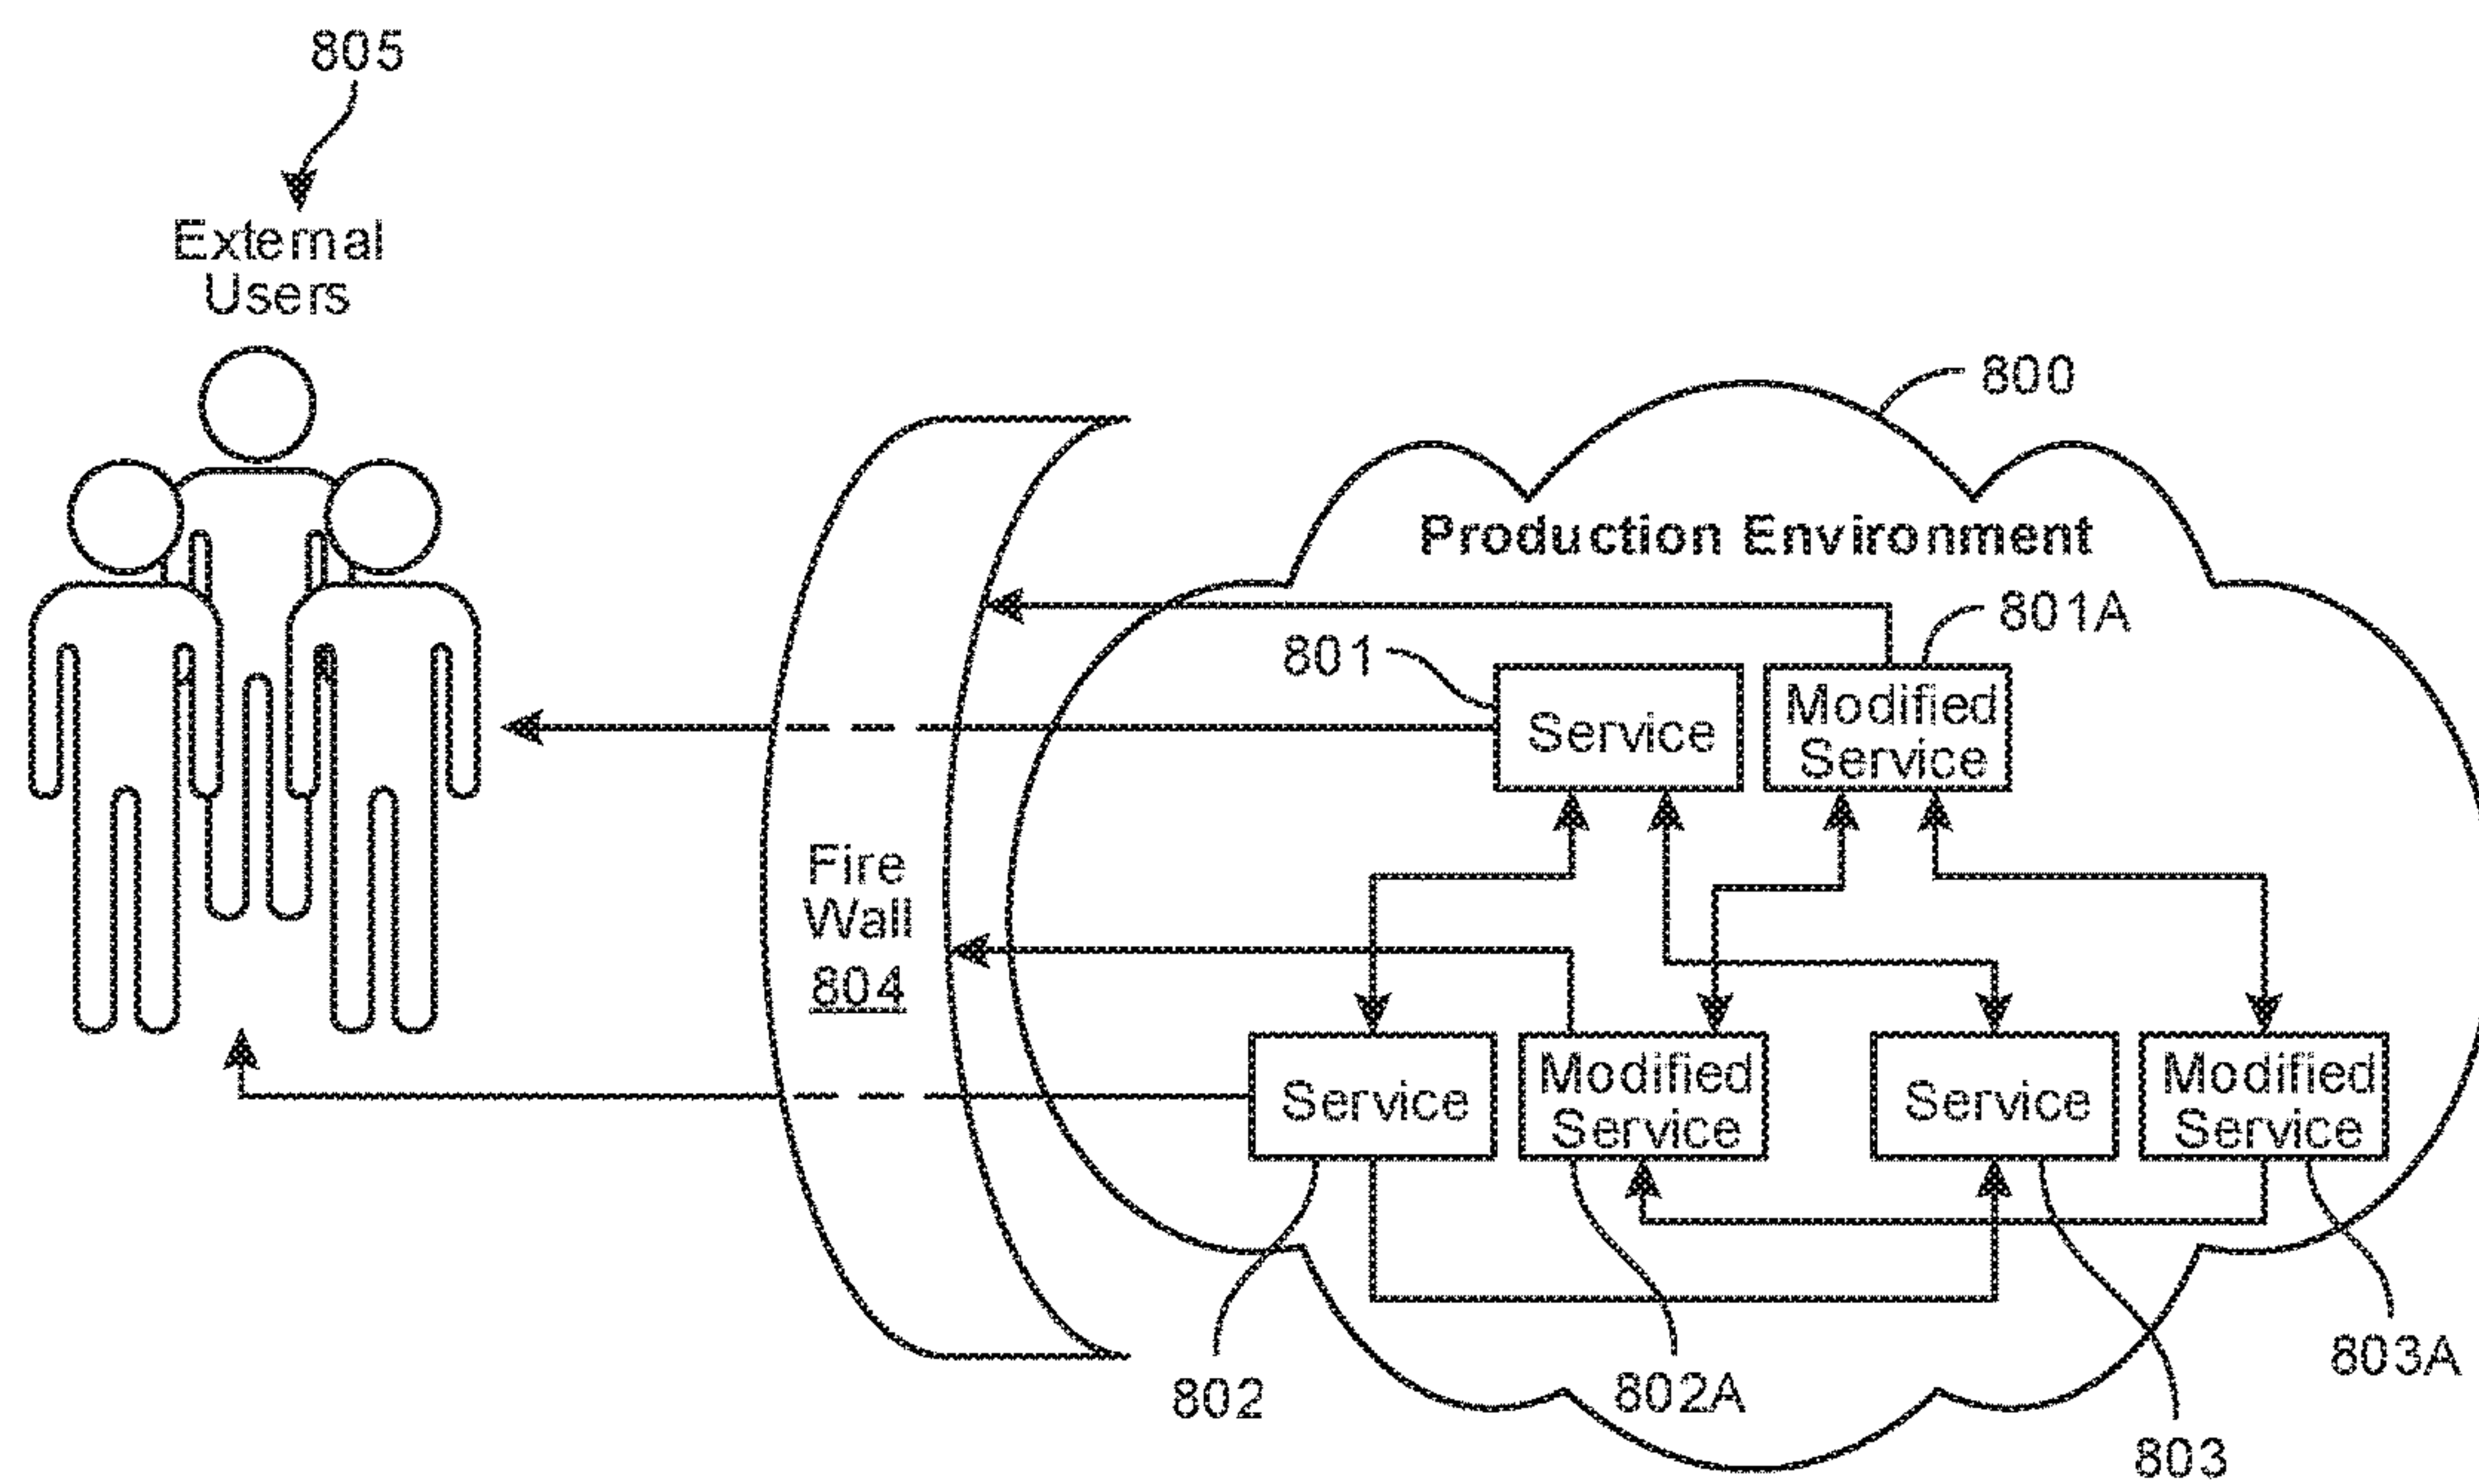 805
External
Users
800
Production Environment
801A
801
Service
Modified
Service
Fire
Wall
804
Service
Modified
Service
Service
Modified
Service
802
802A
803A
803